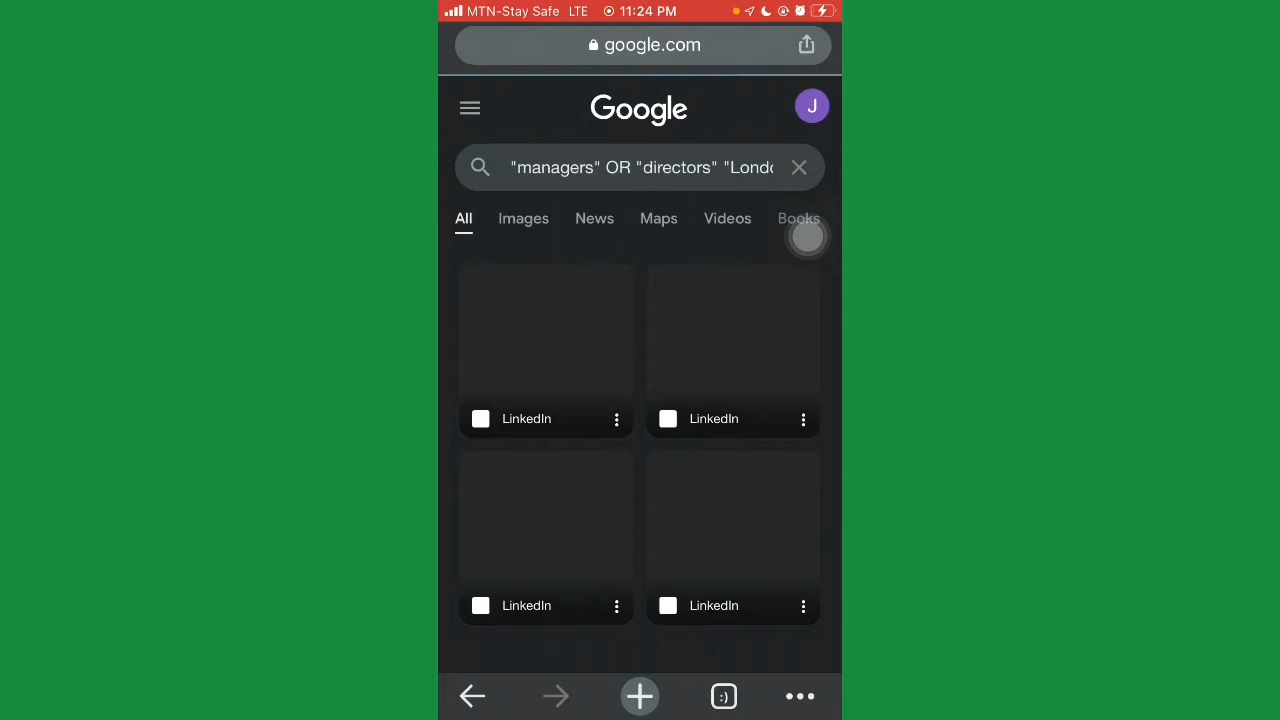 MTN-Stay Safe LTE 11:24 PM
google.com
Google
J
"managers" OR "directors" "Londo
All Images News Maps Videos Books
LinkedIn LinkedIn
LinkedIn LinkedIn
:)